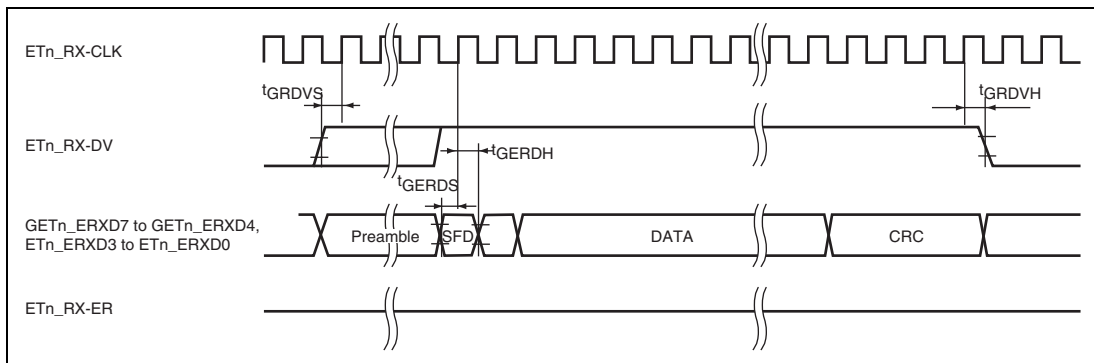 ETn_RX-CLK
tGRDVS
tGRDVH
ETn_RX-DV
tGERDH
tGERDS
GETn_ERXD7 to GETn_ERXD4,
ETn_ERXD3 to ETn_ERXD0
Preamble
SFD
DATA
CRC
ETn_RX-ER